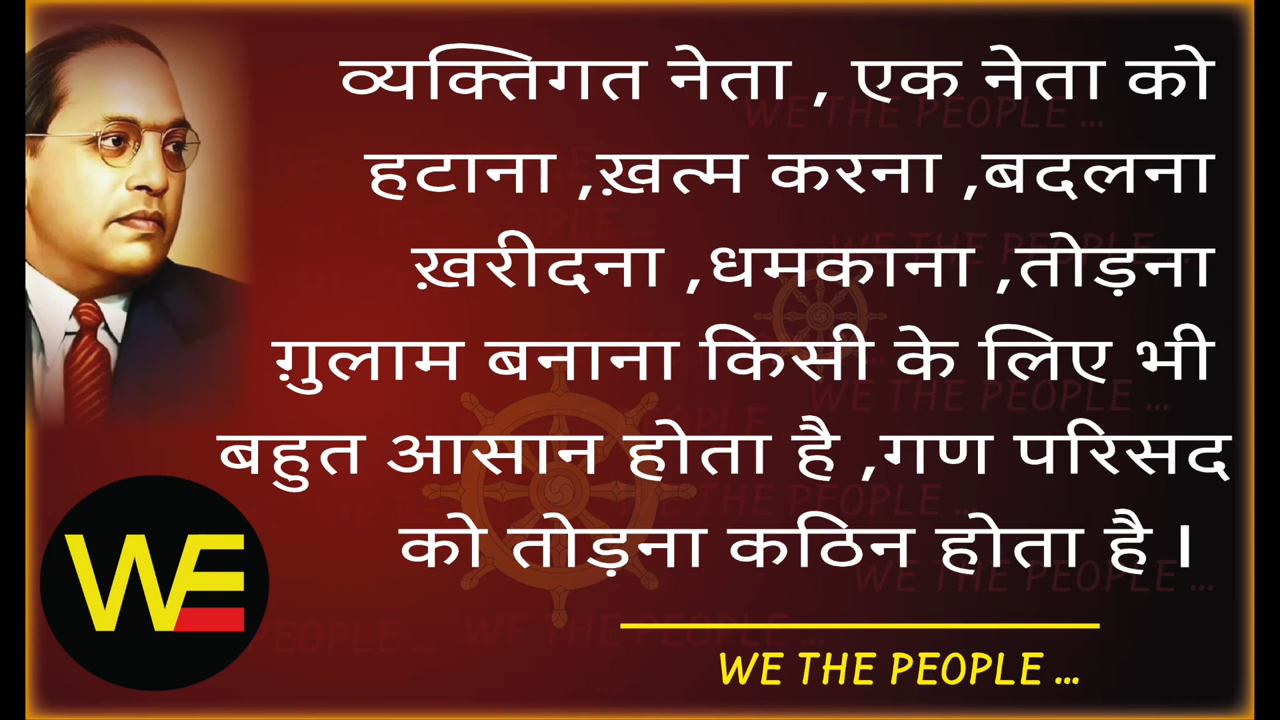 व्यक्तिगत नेता , एक नेता को
हटाना ,ख़त्म करना ,बदलना
ख़रीदना ,धमकाना ,तोड़ना
ग़ुलाम बनाना किसी के लिए भी
बहुत आसान होता है ,गण परिसद
को तोड़ना कठिन होता है ।
WE
WE THE PEOPLE ...